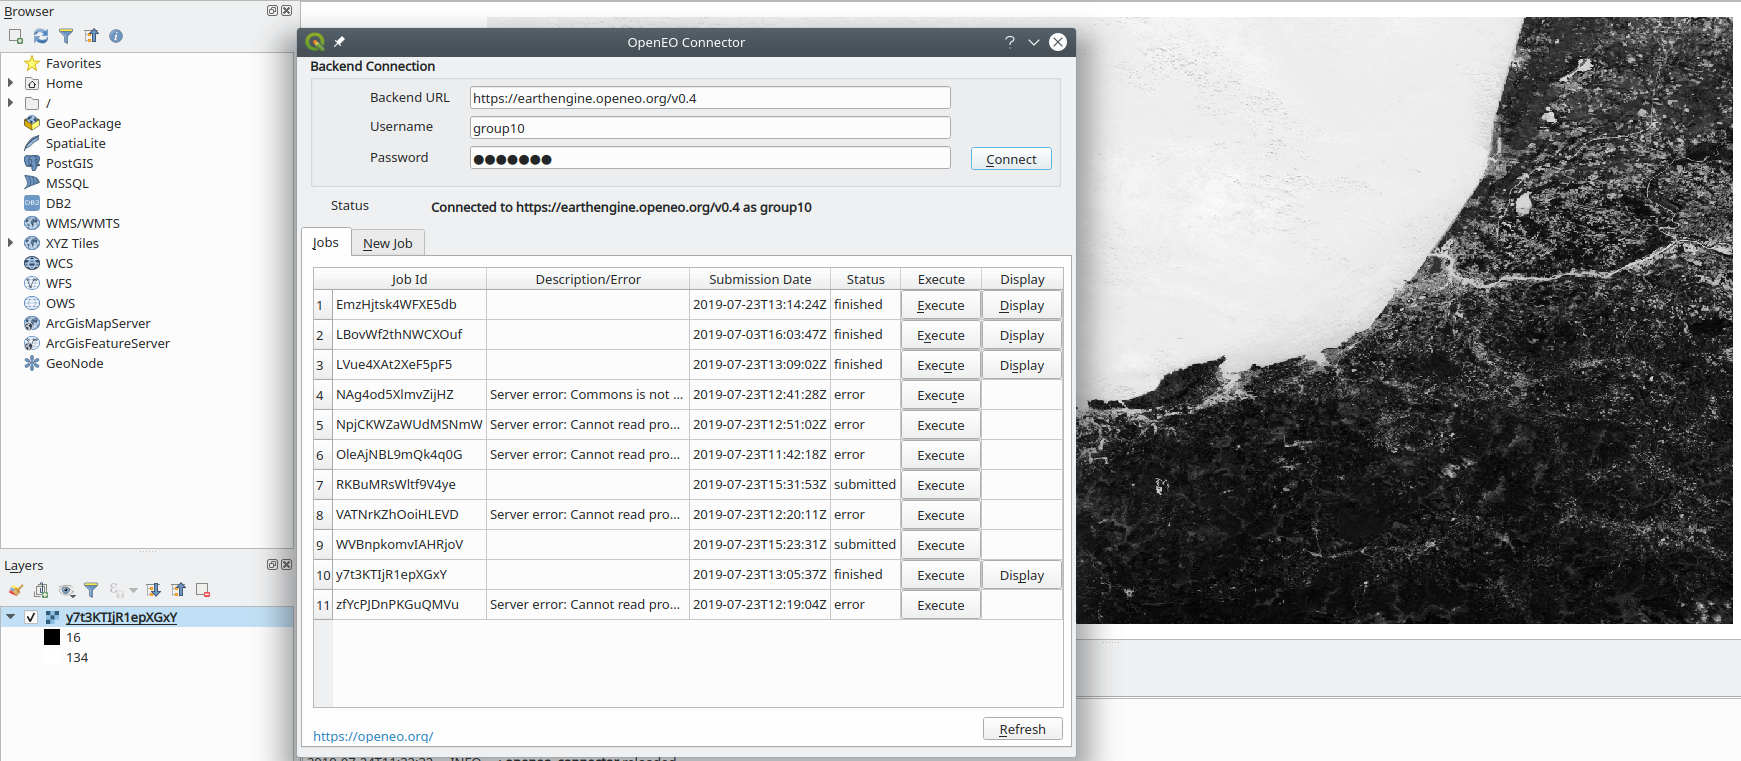 Browser
Favorites
Home
/
GeoPackage
SpatiaLite
PostGIS
MSSQL
DB2 DB2
WMS/WMTS
XYZ Tiles
WCS
WFS
OWS
ArcGisMapServer
ArcGisFeatureServer
GeoNode
Layers
y7t3KTIjR1epXGxY
16
134
OpenEO Connector
?
Backend Connection
Backend URL https://earthengine.openeo.org/v0.4
Username group10
Password ●●●●●●● Connect
Status Connected to https://earthengine.openeo.org/v0.4 as group10
Jobs New Job
Job Id Description/Error Submission Date Status Execute Display
1 EmzHjtsk4WFXE5db 2019-07-23T13:14:24Z finished Execute Display
2 LBovWf2thNWCXOuf 2019-07-03T16:03:47Z finished Execute Display
3 LVue4XAt2XeF5pF5 2019-07-23T13:09:02Z finished Execute Display
4 NAg4od5XlmvZijHZ Server error: Commons is not ... 2019-07-23T12:41:28Z error Execute
5 NpjCKWZaWUdMSNmW Server error: Cannot read pro... 2019-07-23T12:51:02Z error Execute
6 OleAjNBL9mQk4q0G Server error: Cannot read pro... 2019-07-23T11:42:18Z error Execute
7 RKBuMRsWltf9V4ye 2019-07-23T15:31:53Z submitted Execute
8 VATNrKZhOoiHLEVD Server error: Cannot read pro... 2019-07-23T12:20:11Z error Execute
9 WVBnpkomvIAHRjoV 2019-07-23T15:23:31Z submitted Execute
10 y7t3KTIjR1epXGxY 2019-07-23T13:05:37Z finished Execute Display
11 zfYcPJDnPKGuQMVu Server error: Cannot read pro... 2019-07-23T12:19:04Z error Execute
https://openeo.org/ Refresh